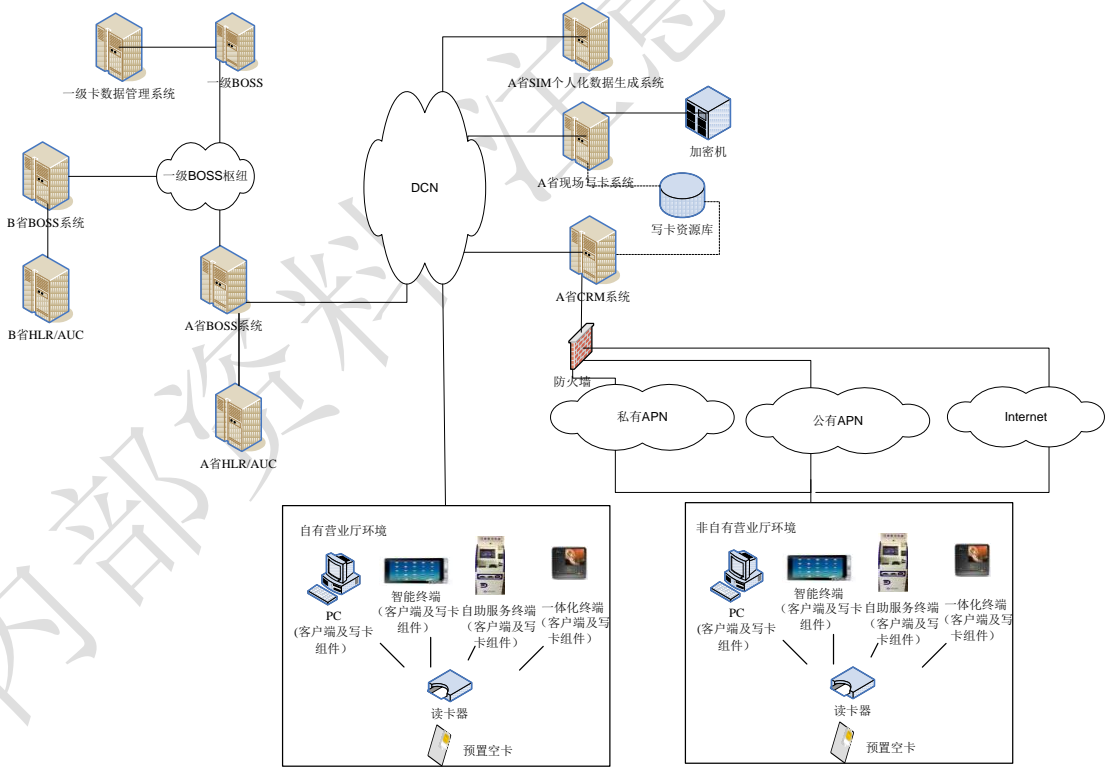 一级卡数据管理系统
一级BOSS
一级BOSS枢纽
B省BOSS系统
B省HLR/AUC
A省BOSS系统
A省HLR/AUC
DCN
A省SIM个人化数据生成系统
加密机
A省现场写卡系统
写卡资源库
A省CRM系统
防火墙
私有APN
公有APN
Internet
自有营业厅环境
PC
(客户端及写卡
组件）
智能终端
（客户端及写卡
组件）
自助服务终端
（客户端及写
卡组件）
一体化终端
（客户端及写
卡组件）
读卡器
预置空卡
非自有营业厅环境
PC
(客户端及写卡
组件）
智能终端
（客户端及写卡
组件）
自助服务终端
（客户端及写
卡组件）
一体化终端
（客户端及写
卡组件）
读卡器
预置空卡
内部资料 注意